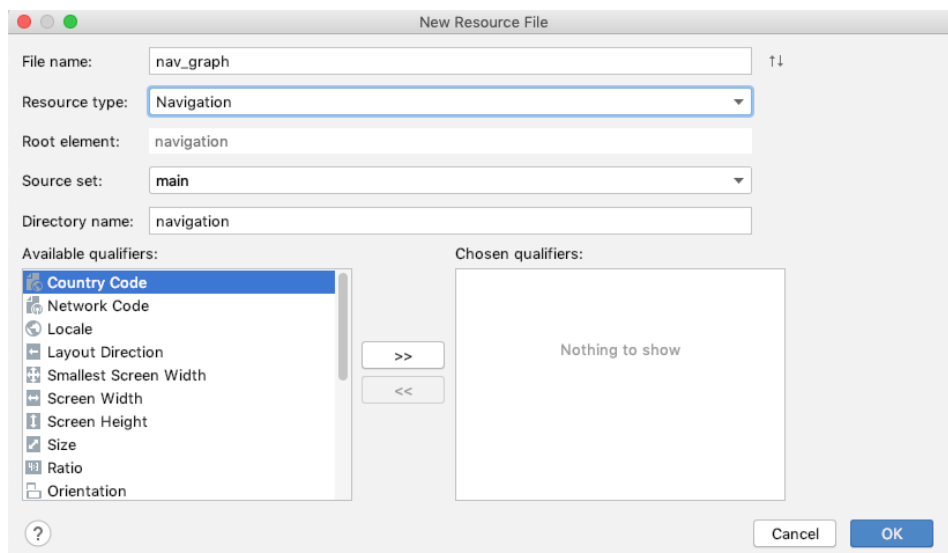 New Resource File
File name: nav_graph
Resource type: Navigation
Root element: navigation
Source set: main
Directory name: navigation
Available qualifiers: Chosen qualifiers:
Country Code
Network Code
Locale
Layout Direction
Smallest Screen Width
Screen Width
Screen Height
Size
Ratio
Orientation
>>
<<
Nothing to show
?
Cancel OK